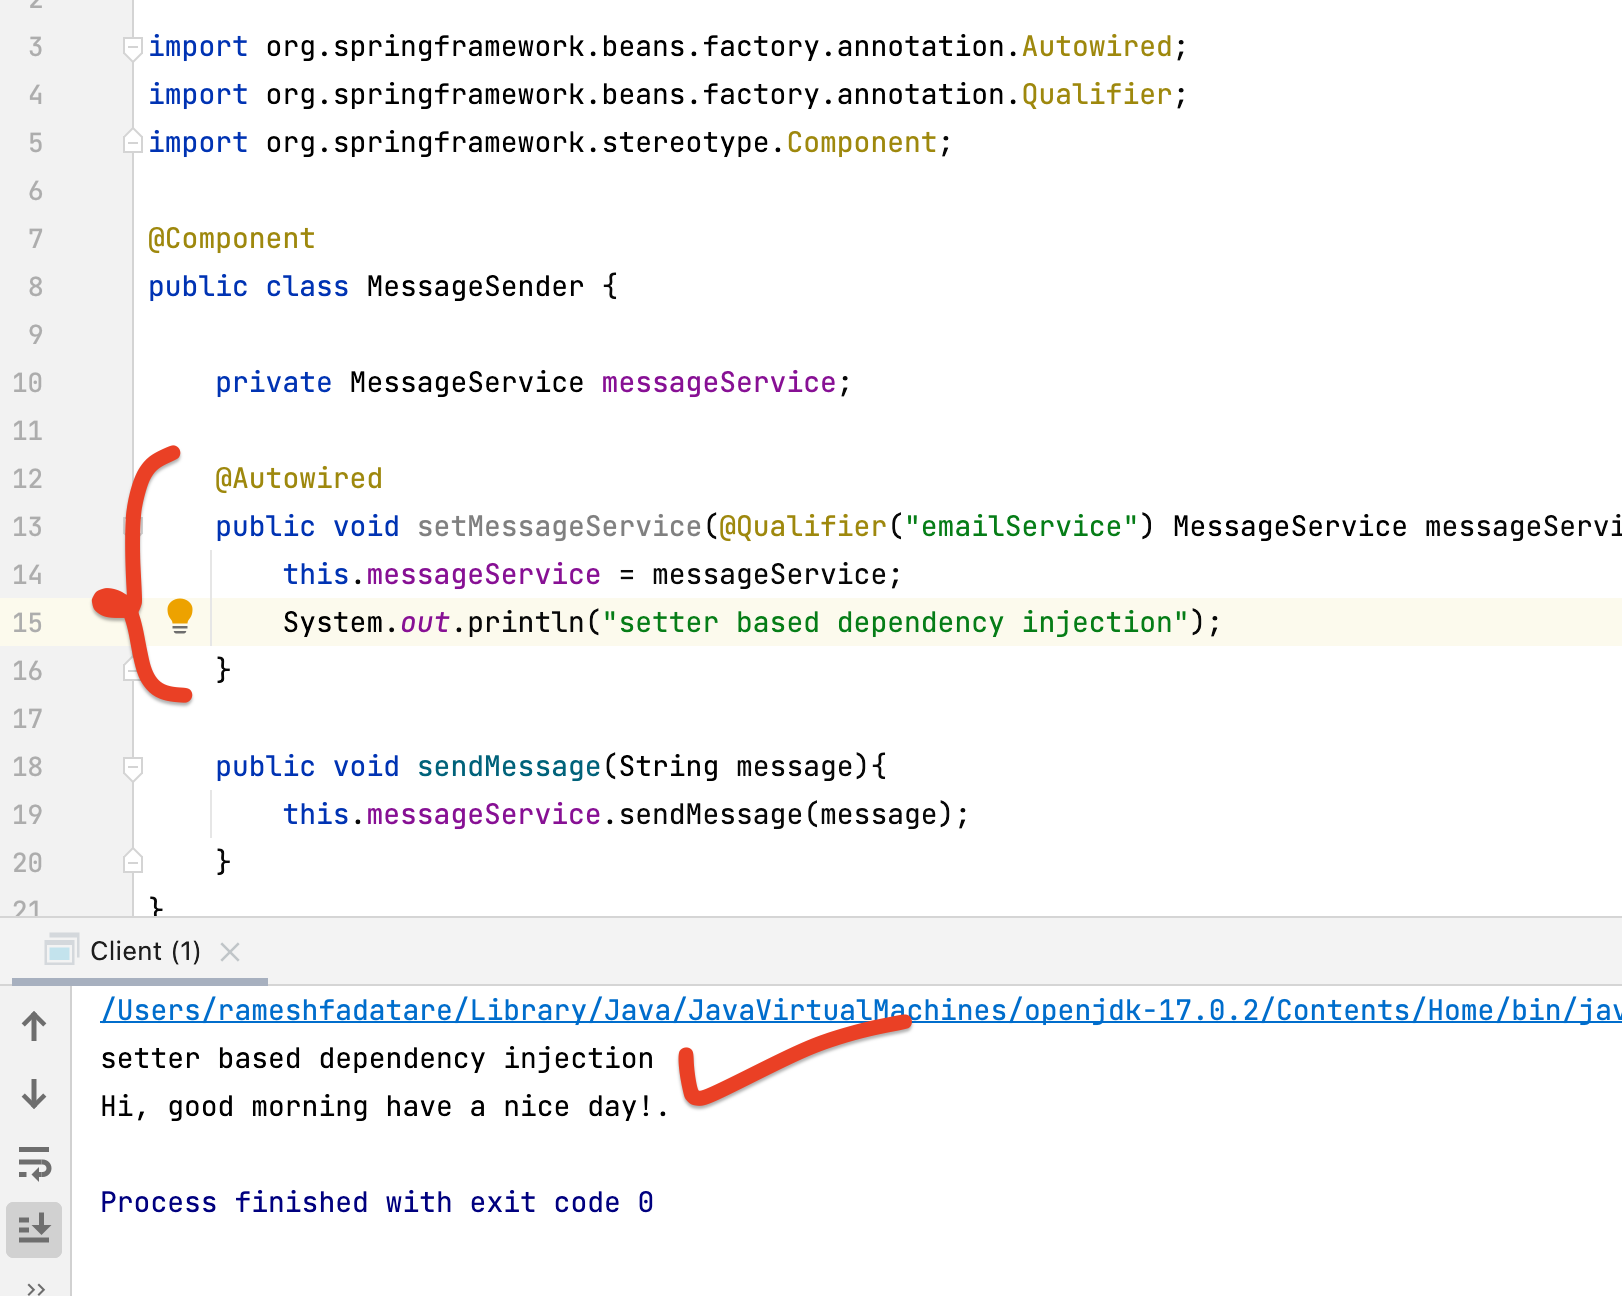 2
3 import org.springframework.beans.factory.annotation.Autowired;
4 import org.springframework.beans.factory.annotation.Qualifier;
5 import org.springframework.stereotype.Component;
6
7 @Component
8 public class MessageSender {
9
10 private MessageService messageService;
11
12 @Autowired
13 public void setMessageService(@Qualifier("emailService") MessageService messageServi
14 this.messageService = messageService;
15 System.out.println("setter based dependency injection");
16 }
17
18 public void sendMessage(String message){
19 this.messageService.sendMessage(message);
20 }
21 }
Client (1)
/Users/rameshfadatare/Library/Java/JavaVirtualMachines/openjdk-17.0.2/Contents/Home/bin/jav
setter based dependency injection
Hi, good morning have a nice day!.
Process finished with exit code 0